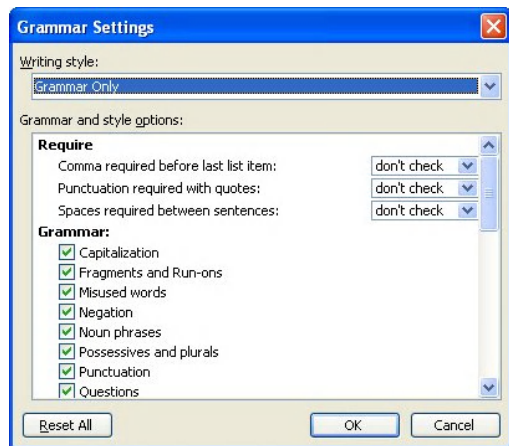 Grammar Settings
Writing style:
Grammar Only
Grammar and style options:
Require
Comma required before last list item: don't check
Punctuation required with quotes: don't check
Spaces required between sentences: don't check
Grammar:
Capitalization
Fragments and Run-ons
Misused words
Negation
Noun phrases
Possessives and plurals
Punctuation
Questions
Reset All OK Cancel